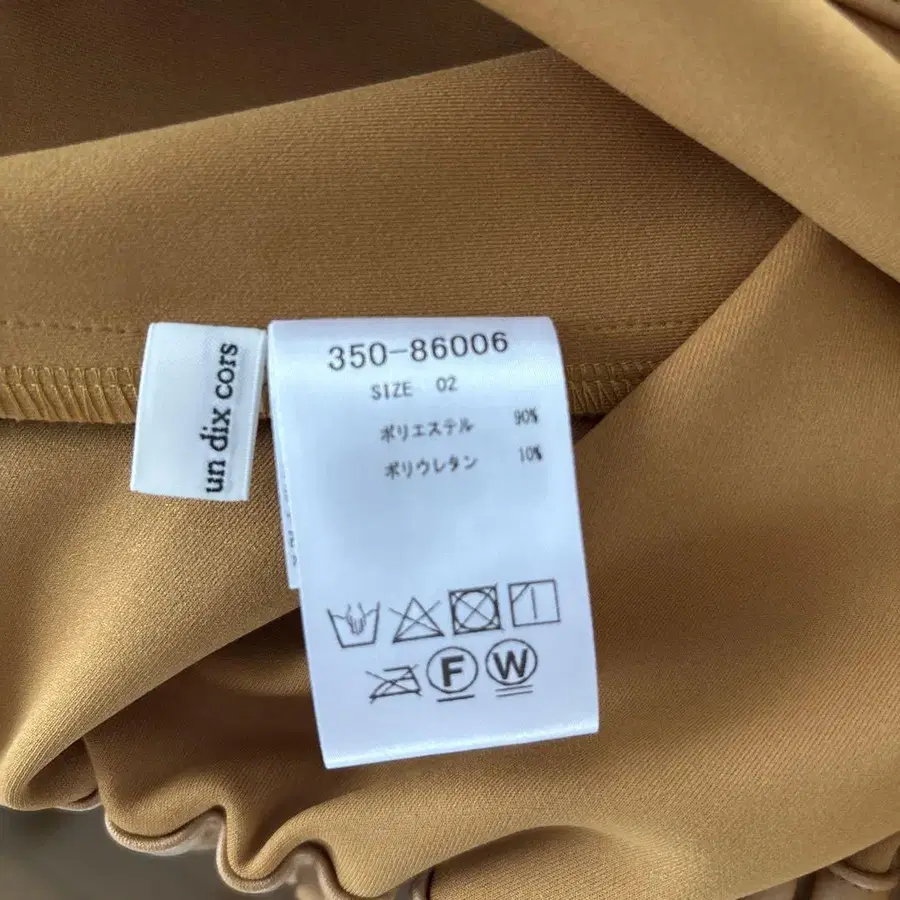 un dix cors
350-86006
SIZE 02
ポリエステル 90%
ポリウレタン 10%
F
W